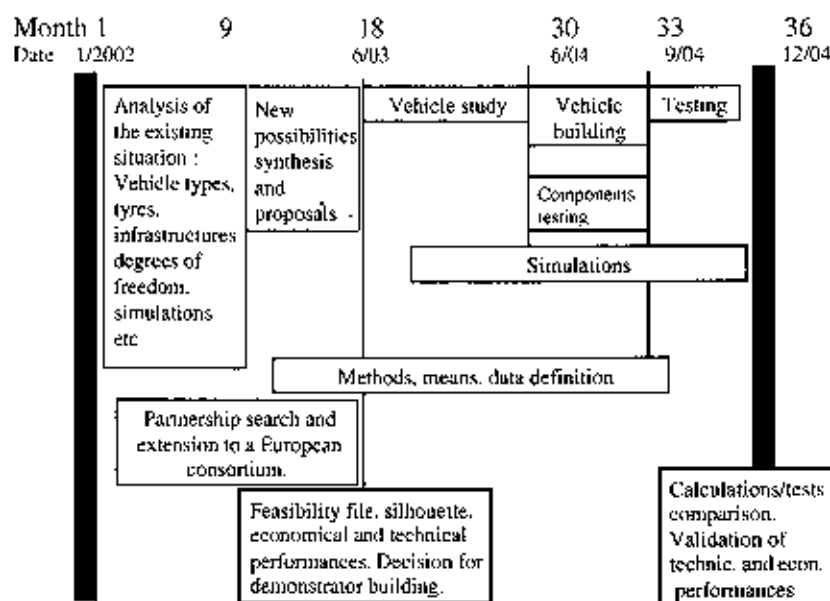 Month 1 9 18 30 33 36
Date 1/2002 6/03 6/04 9/04 12/04
Analysis of
the existing
situation :
Vehicle types,
tyres,
infrastructures
degrees of
freedom,
simulations
etc
New
possibilities
synthesis
and
proposals -
Vehicle study
Vehicle
building
Testing
Components
testing
Simulations
Methods, means, data definition
Partnership search and
extension to a European
consortium.
Feasibility file, silhouette,
economical and technical
performances. Decision for
demonstrator building.
Calculations/tests
comparison.
Validation of
technic. and econ.
performances